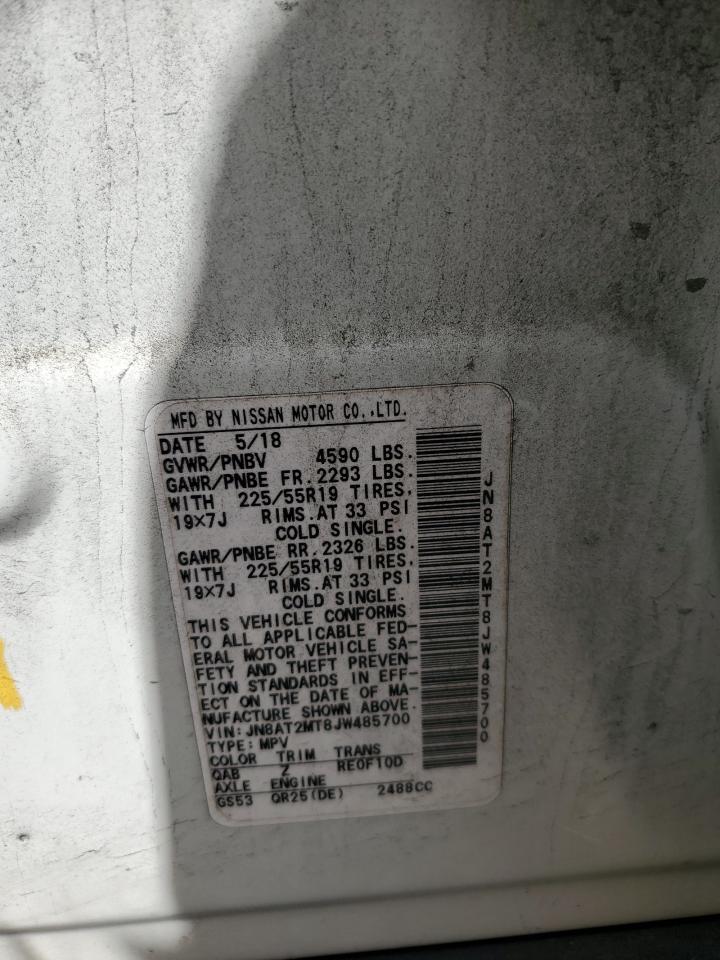 MFD BY NISSAN MOTOR CO.,LTD.
DATE 5/18
GVWR/PNBV 4590 LBS.
GAWR/PNBE FR. 2293 LBS.
WITH 225/55R19 TIRES,
19×7J RIMS.AT 33 PSI
COLD SINGLE.
GAWR/PNBE RR. 2326 LBS.
WITH 225/55R19 TIRES,
19×7J RIMS.AT 33 PSI
COLD SINGLE.
THIS VEHICLE CONFORMS
TO ALL APPLICABLE FED-
ERAL MOTOR VEHICLE SA-
FETY AND THEFT PREVEN-
TION STANDARDS IN EFF-
ECT ON THE DATE OF MA-
NUFACTURE SHOWN ABOVE.
VIN: JN8AT2MT8JW485700
TYPE: MPV
COLOR TRIM TRANS
QAB Z RE0F10D
AXLE ENGINE
GS53 QR25(DE) 2488CC
JN8AT2MT8JW485700